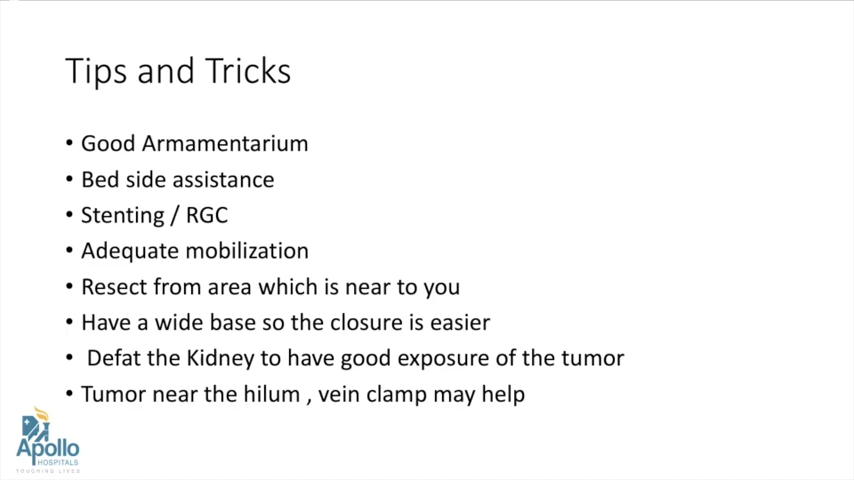 Tips and Tricks
• Good Armamentarium
• Bed side assistance
• Stenting / RGC
• Adequate mobilization
• Resect from area which is near to you
• Have a wide base so the closure is easier
• Defat the Kidney to have good exposure of the tumor
• Tumor near the hilum , vein clamp may help
Apollo
HOSPITALS
TOUCHING LIVES